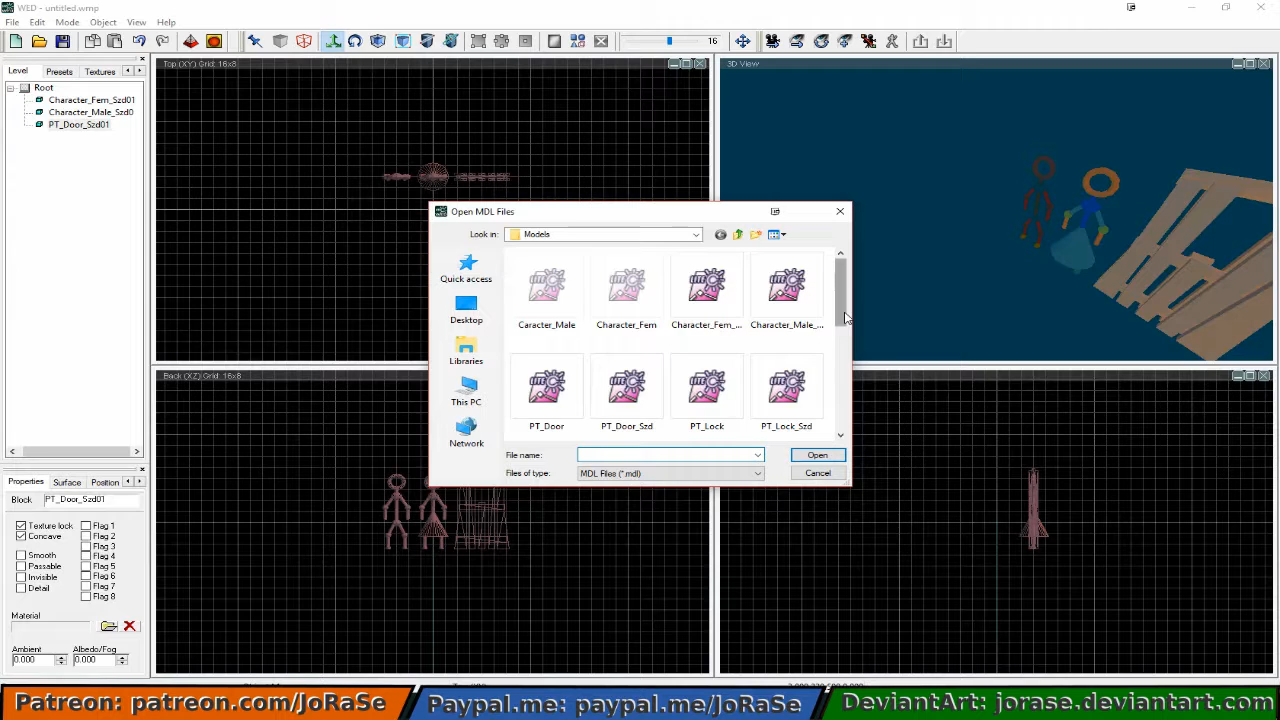 WED - untitled.wmp
File Edit Mode Object View Help
16
Level Presets Textures
Root
Character_Fem_Szd01
Character_Male_Szd0
PT_Door_Szd01
Top (XY) Grid: 16x8
3D View
Open MDL Files
Look in: Models
Quick access
Desktop
Libraries
This PC
Network
Caracter_Male Character_Fem Character_Fem_... Character_Male_...
PT_Door PT_Door_Szd PT_Lock PT_Lock_Szd
File name: Open
Files of type: MDL Files (*.mdl) Cancel
Back (XZ) Grid: 16x8
Properties Surface Position
Block PT_Door_Szd01
Texture lock Flag 1
Concave Flag 2
Flag 3
Smooth Flag 4
Passable Flag 5
Invisible Flag 6
Detail Flag 7
Flag 8
Material
Ambient Albedo/Fog
0.000 0.000
Patreon: patreon.com/JoRaSe Paypal.me: paypal.me/JoRaSe DeviantArt: jorase.deviantart.com